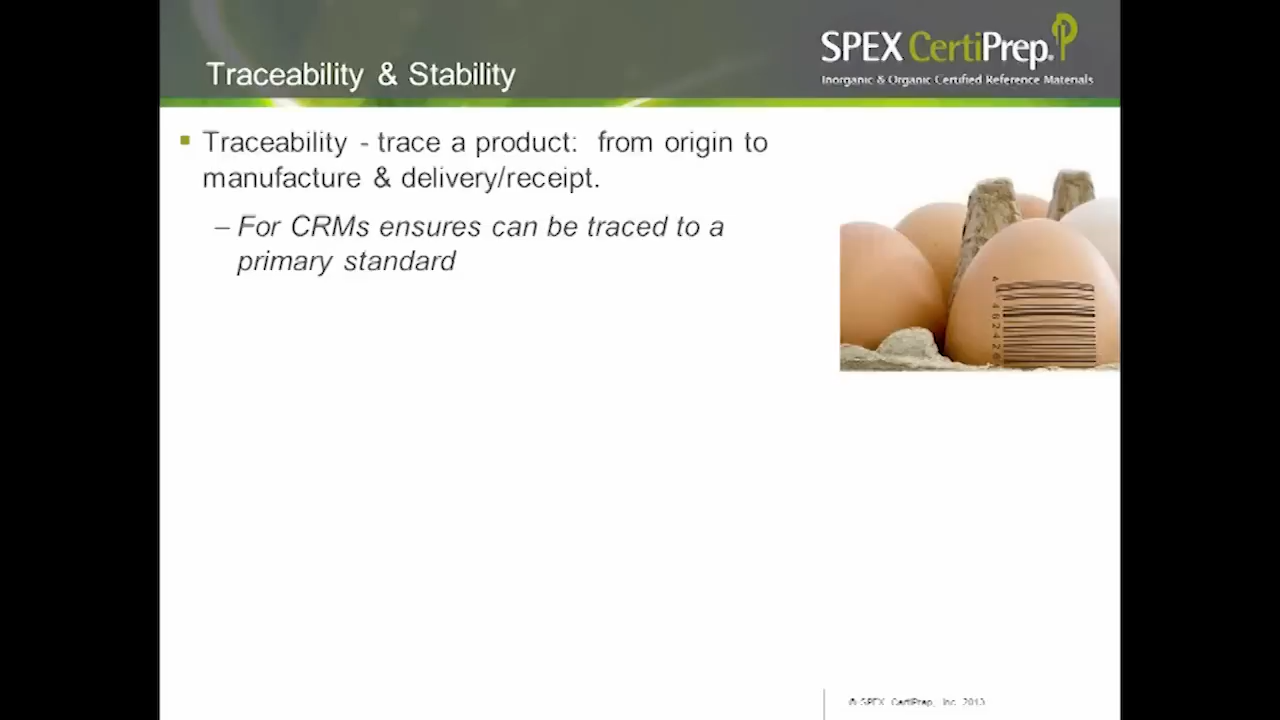 Traceability & Stability
SPEX CertiPrep.
Inorganic & Organic Certified Reference Materials
Traceability - trace a product: from origin to
manufacture & delivery/receipt.
– For CRMs ensures can be traced to a
primary standard
© SPEX CertiPrep, Inc.